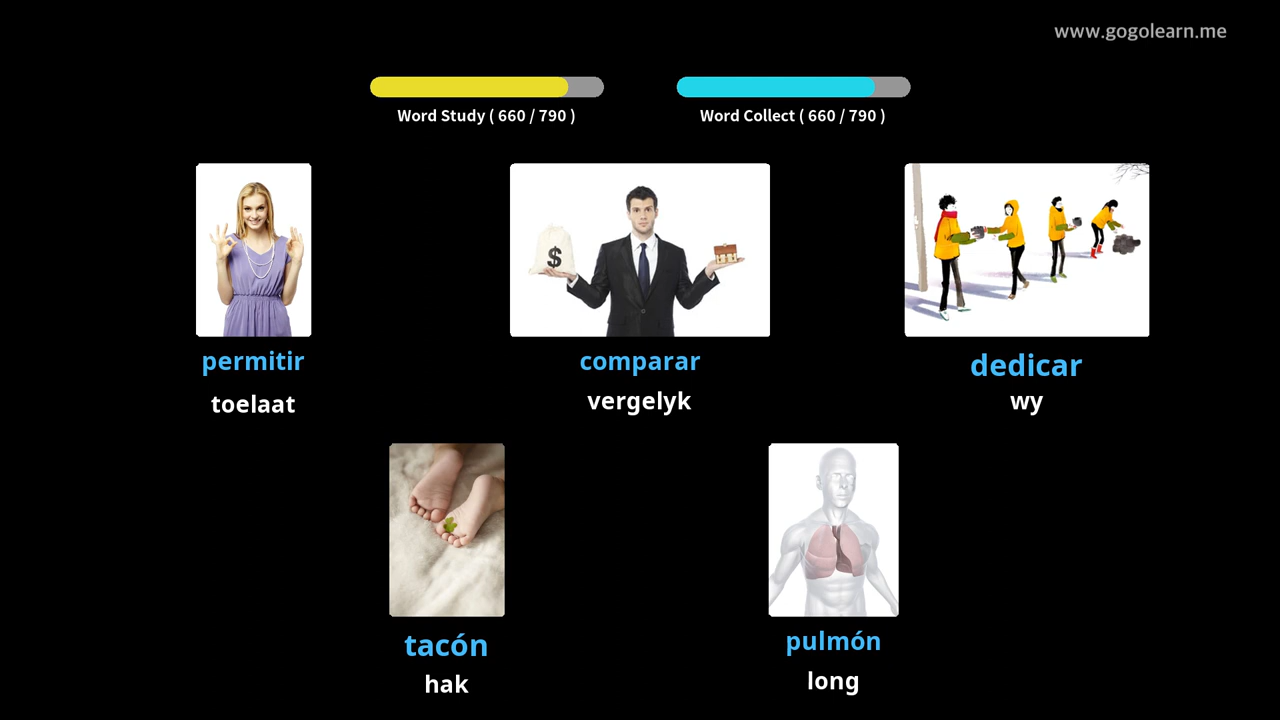 www.gogolearn.me
Word Study ( 660 / 790 )
Word Collect ( 660 / 790 )
permitir
toelaat
comparar
vergelyk
dedicar
wy
$
tacón
hak
pulmón
long